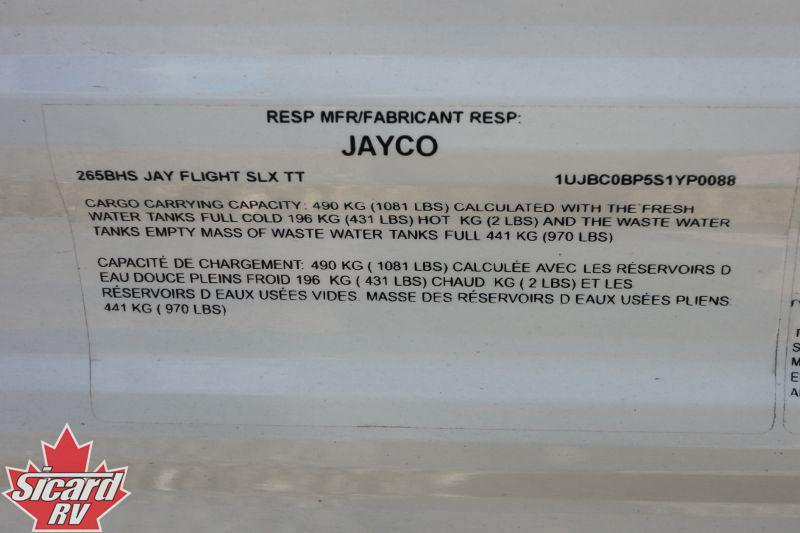 RESP MFR/FABRICANT RESP:
JAYCO
265BHS JAY FLIGHT SLX TT 1UJBC0BP5S1YP0088
CARGO CARRYING CAPACITY: 490 KG (1081 LBS) CALCULATED WITH THE FRESH
WATER TANKS FULL COLD 196 KG (431 LBS) HOT KG (2 LBS) AND THE WASTE WATER
TANKS EMPTY MASS OF WASTE WATER TANKS FULL 441 KG (970 LBS)
CAPACITÉ DE CHARGEMENT: 490 KG ( 1081 LBS) CALCULÉE AVEC LES RÉSERVOIRS D
EAU DOUCE PLEINS FROID 196 KG ( 431 LBS) CHAUD KG ( 2 LBS) ET LES
RÉSERVOIRS D EAUX USÉES VIDES. MASSE DES RÉSERVOIRS D EAUX USÉES PLIENS:
441 KG ( 970 LBS)
Sicard
RV